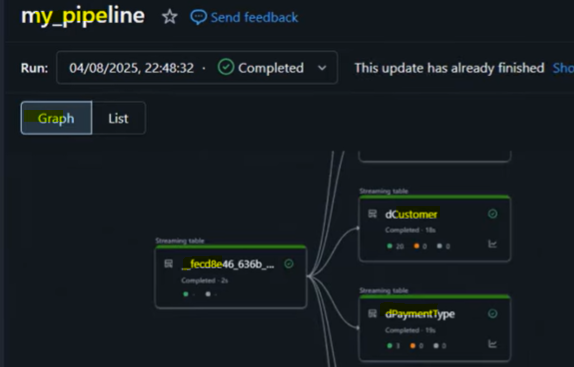 my_pipeline
Send feedback
Run: 04/08/2025, 22:48:32 · Completed
This update has already finished Sho
Graph List
Streaming table
dCustomer
Completed · 18s
20 0 0
Streaming table
__fecd8e46_636b_...
Completed · 2s
- -
Streaming table
dPaymentType
Completed · 19s
3 0 0